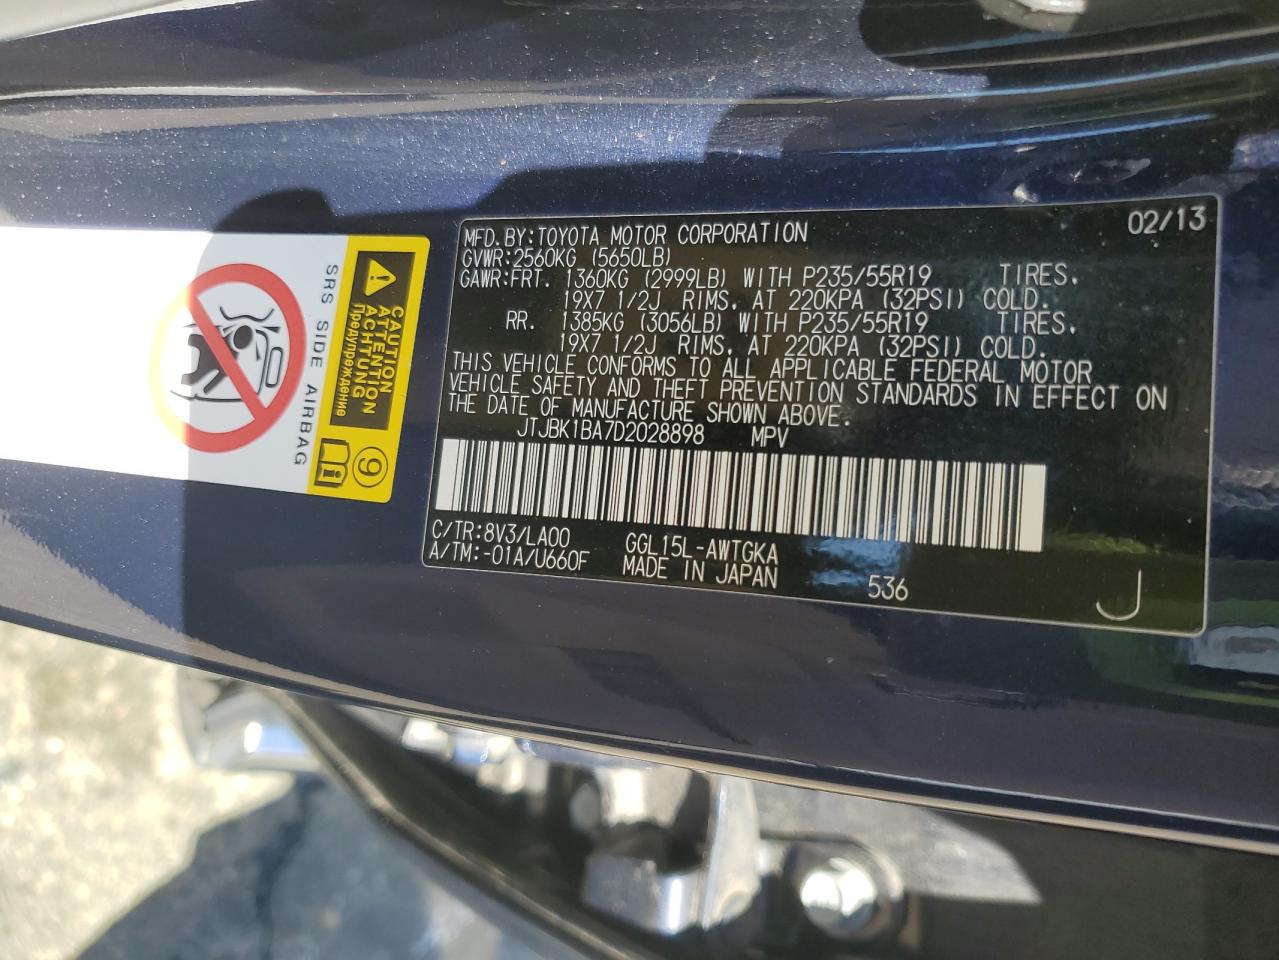 02/13
MFD.BY:TOYOTA MOTOR CORPORATION
GVWR:2560KG (5650LB)
GAWR:FRT. 1360KG (2999LB) WITH P235/55R19 TIRES.
19X7 1/2J RIMS. AT 220KPA (32PSI) COLD.
RR. 1385KG (3056LB) WITH P235/55R19 TIRES.
19X7 1/2J RIMS. AT 220KPA (32PSI) COLD.
THIS VEHICLE CONFORMS TO ALL APPLICABLE FEDERAL MOTOR
VEHICLE SAFETY AND THEFT PREVENTION STANDARDS IN EFFECT ON
THE DATE OF MANUFACTURE SHOWN ABOVE.
JTJBK1BA7D2028898 MPV
C/TR:8V3/LA00 GGL15L-AWTGKA
A/TM:-01A/U660F MADE IN JAPAN 536
J
CAUTION
ATTENTION
ACHTUNG
Предупреждение
9
i
SRS SIDE AIRBAG